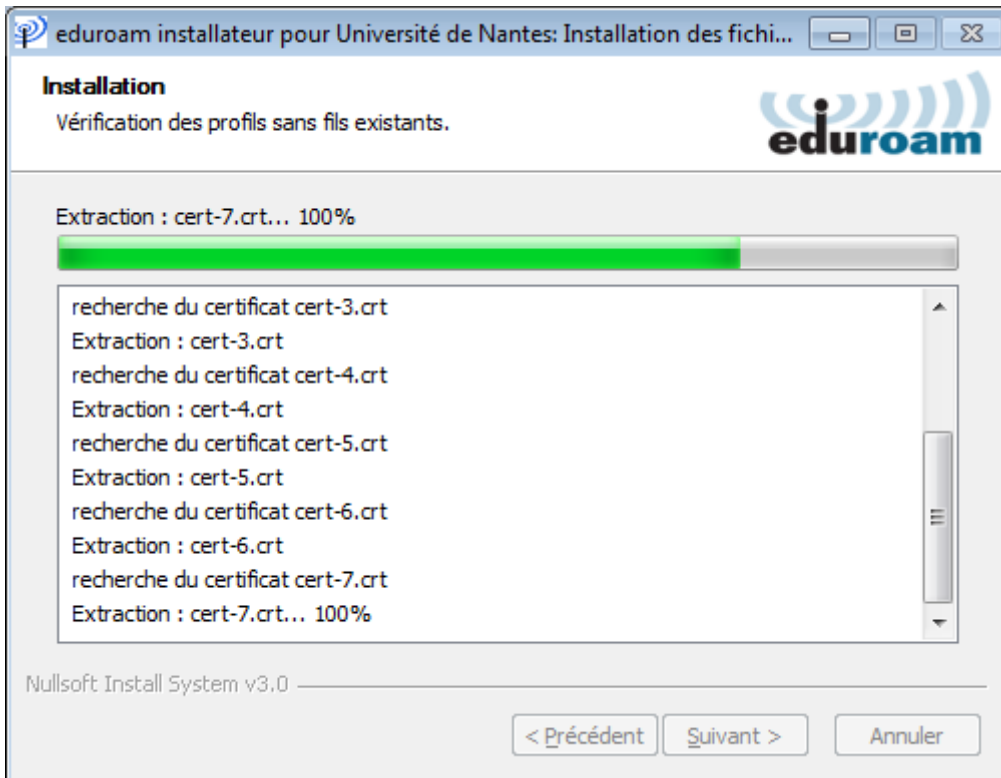 eduroam installateur pour Université de Nantes: Installation des fichi...
Installation
Vérification des profils sans fils existants.
eduroam
Extraction : cert-7.crt... 100%
recherche du certificat cert-3.crt
Extraction : cert-3.crt
recherche du certificat cert-4.crt
Extraction : cert-4.crt
recherche du certificat cert-5.crt
Extraction : cert-5.crt
recherche du certificat cert-6.crt
Extraction : cert-6.crt
recherche du certificat cert-7.crt
Extraction : cert-7.crt... 100%
Nullsoft Install System v3.0
< Précédent Suivant > Annuler